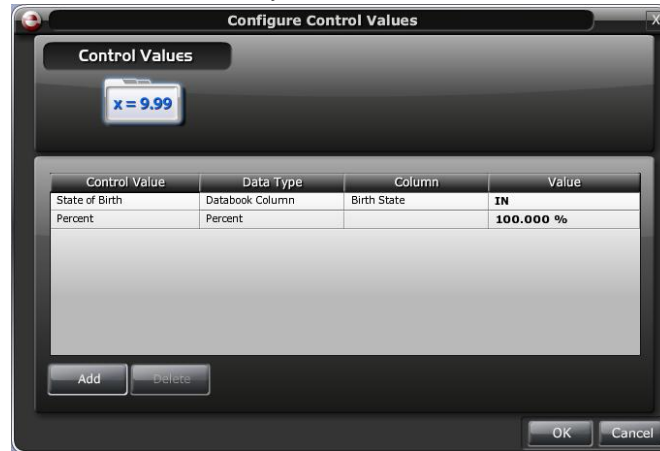 Configure Control Values
X
Control Values
x = 9.99
Control Value Data Type Column Value
State of Birth Databook Column Birth State IN
Percent Percent 100.000 %
Add Delete
OK Cancel